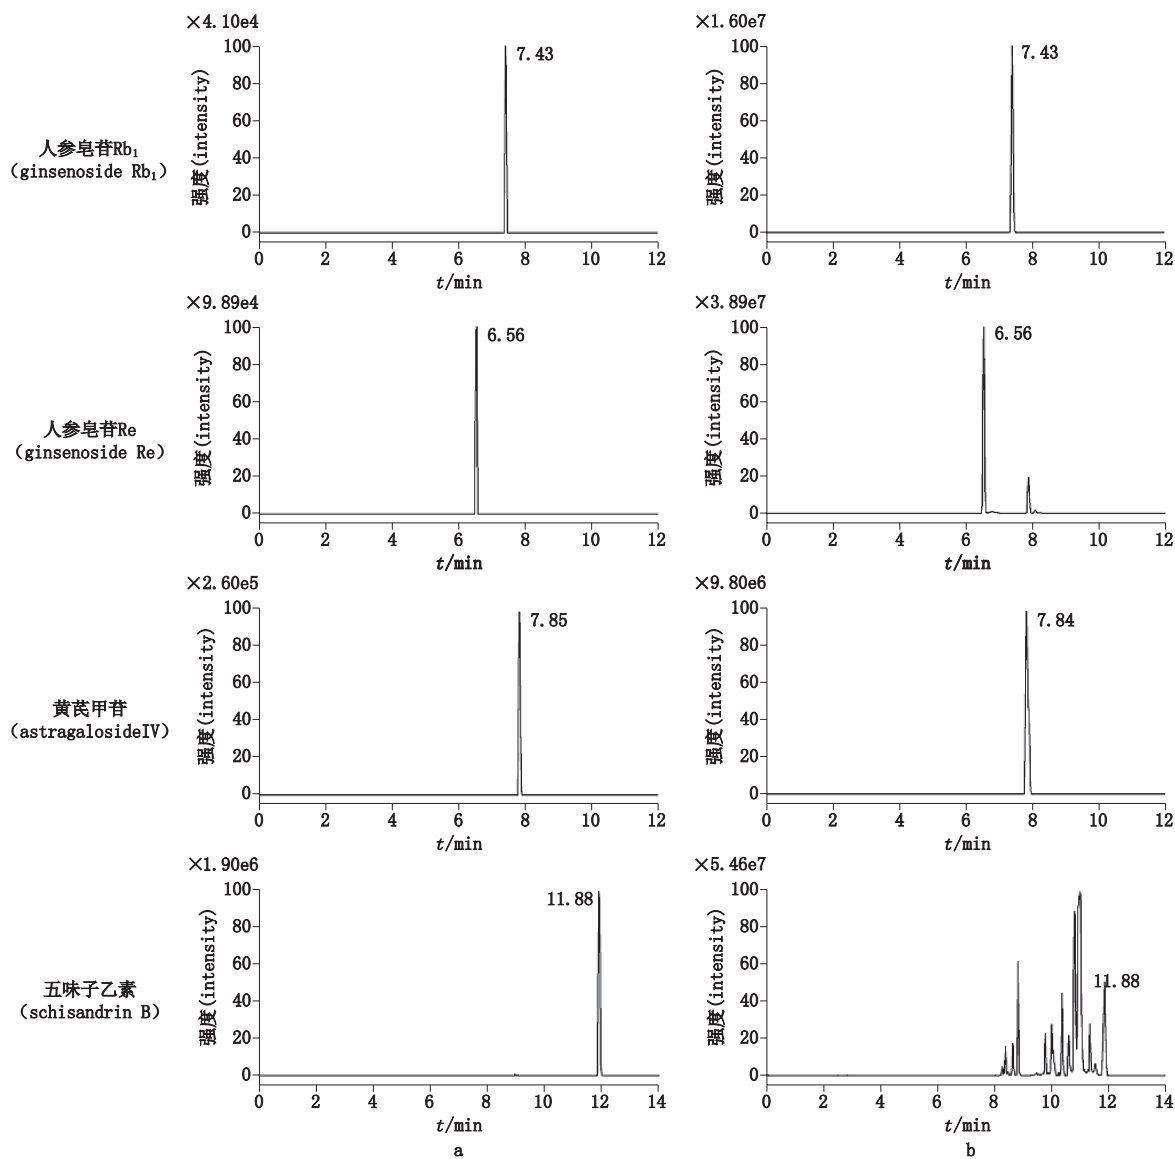 ×4.10e4
100
80
60
40
20
0
强度(intensity)
7.43
0 2 4 6 8 10 12
t/min
×1.60e7
100
80
60
40
20
0
强度(intensity)
7.43
0 2 4 6 8 10 12
t/min
人参皂苷Rb₁
(ginsenoside Rb₁)
×9.89e4
100
80
60
40
20
0
强度(intensity)
6.56
0 2 4 6 8 10 12
t/min
×3.89e7
100
80
60
40
20
0
强度(intensity)
6.56
0 2 4 6 8 10 12
t/min
人参皂苷Re
(ginsenoside Re)
×2.60e5
100
80
60
40
20
0
强度(intensity)
7.85
0 2 4 6 8 10 12
t/min
×9.80e6
100
80
60
40
20
0
强度(intensity)
7.84
0 2 4 6 8 10 12
t/min
黄芪甲苷
(astragalosideIV)
×1.90e6
100
80
60
40
20
0
强度(intensity)
11.88
0 2 4 6 8 10 12 14
t/min
a
×5.46e7
100
80
60
40
20
0
强度(intensity)
11.88
0 2 4 6 8 10 12 14
t/min
b
五味子乙素
(schisandrin B)